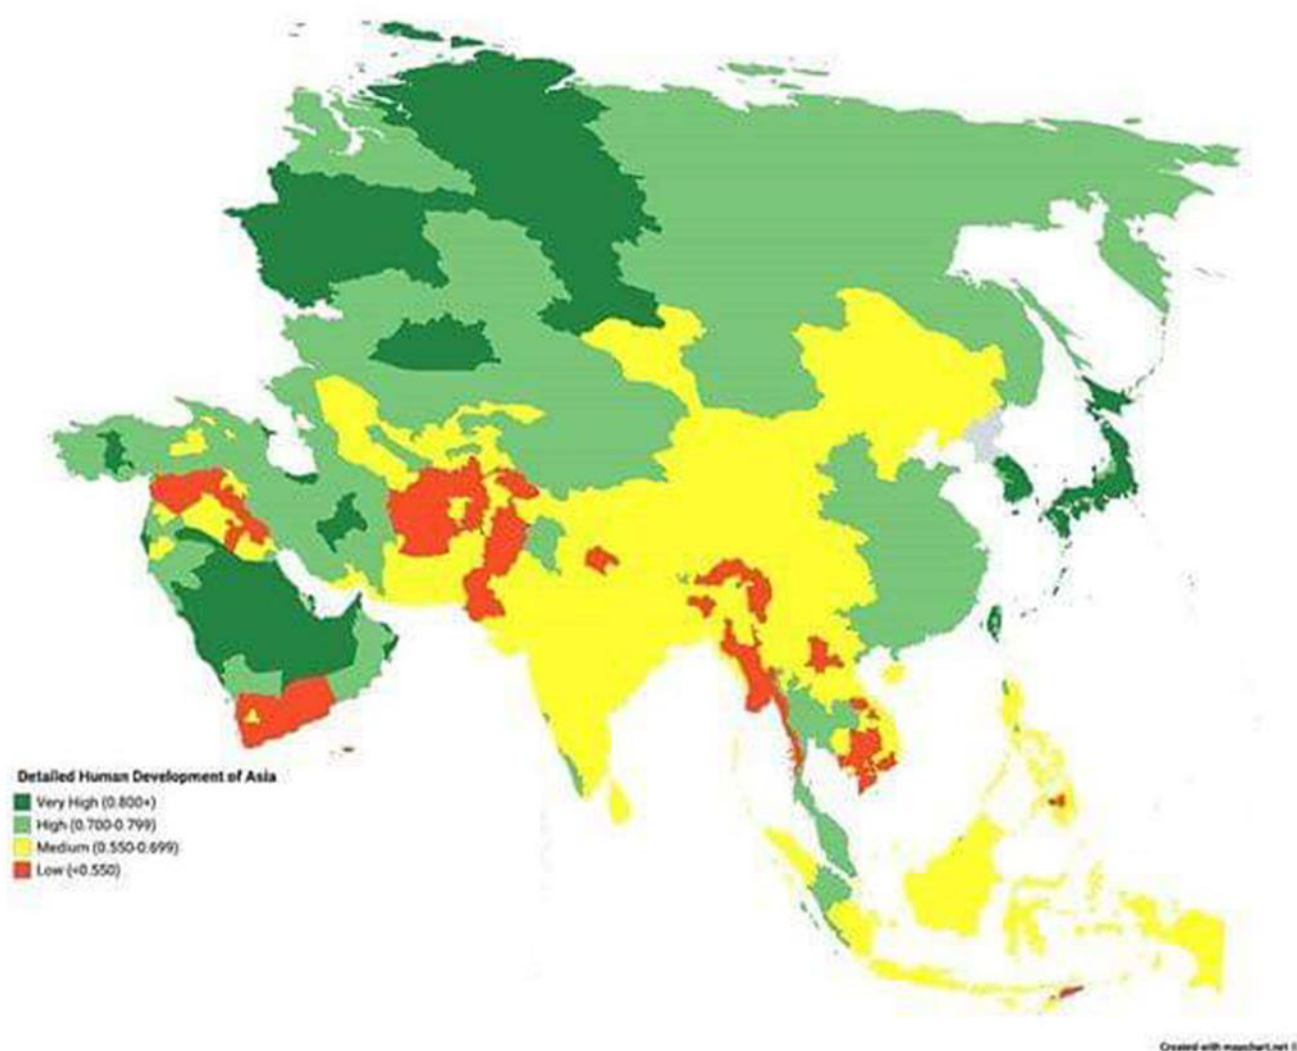 Detailed Human Development of Asia
Very High (0.800+)
High (0.700-0.799)
Medium (0.550-0.699)
Low (<0.550)
Created with mapchart.net ©